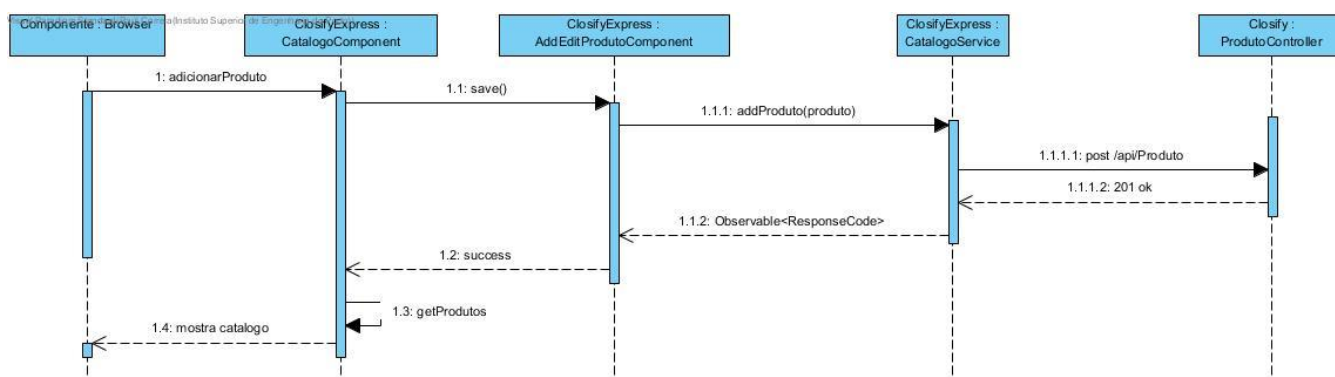 Componente : Browser
ClosifyExpress :
CatalogoComponent
ClosifyExpress :
AddEditProdutoComponent
ClosifyExpress :
CatalogoService
Closify :
ProdutoController
1: adicionarProduto
1.1: save()
1.1.1: addProduto(produto)
1.1.1.1: post /api/Produto
1.1.1.2: 201 ok
1.1.2: Observable<ResponseCode>
1.2: success
1.3: getProdutos
1.4: mostra catalogo